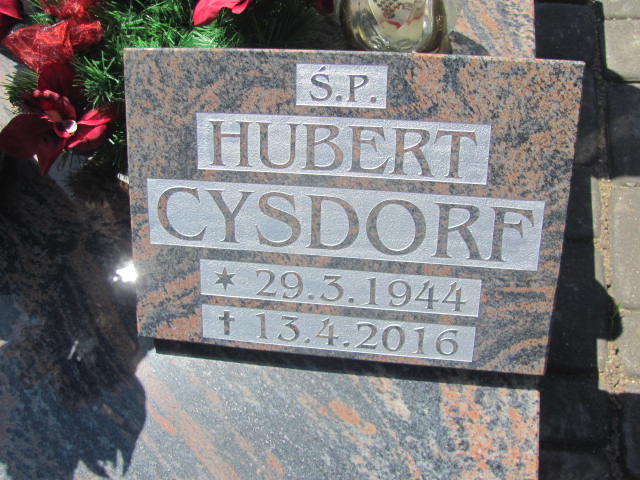 Ś.P.
HUBERT
CYSDORF
* 29.3.1944
✝ 13.4.2016